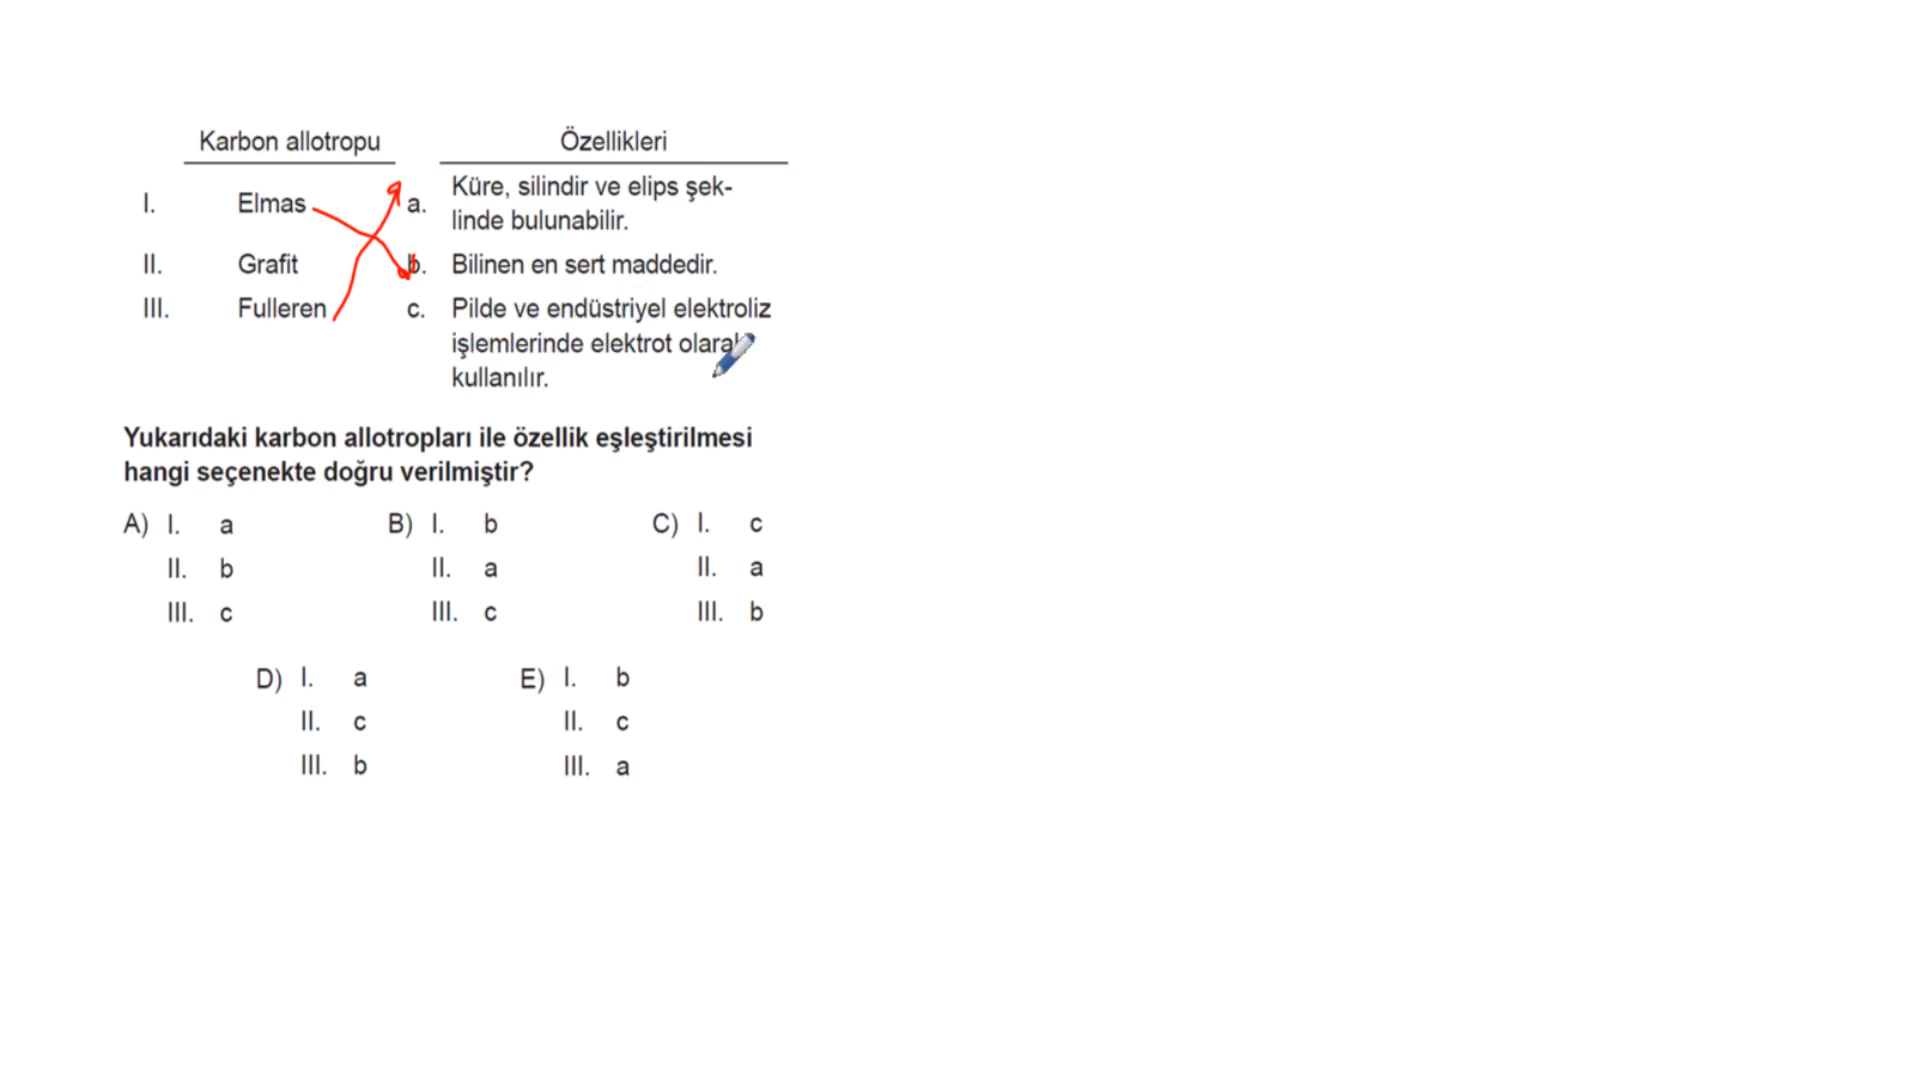 Karbon allotropu Özellikleri
I. Elmas a. Küre, silindir ve elips şek-
linde bulunabilir.
II. Grafit b. Bilinen en sert maddedir.
III. Fulleren c. Pilde ve endüstriyel elektroliz
işlemlerinde elektrot olarak
kullanılır.
Yukarıdaki karbon allotropları ile özellik eşleştirilmesi
hangi seçenekte doğru verilmiştir?
A) I. a B) I. b C) I. c
II. b II. a II. a
III. c III. c III. b
D) I. a E) I. b
II. c II. c
III. b III. a